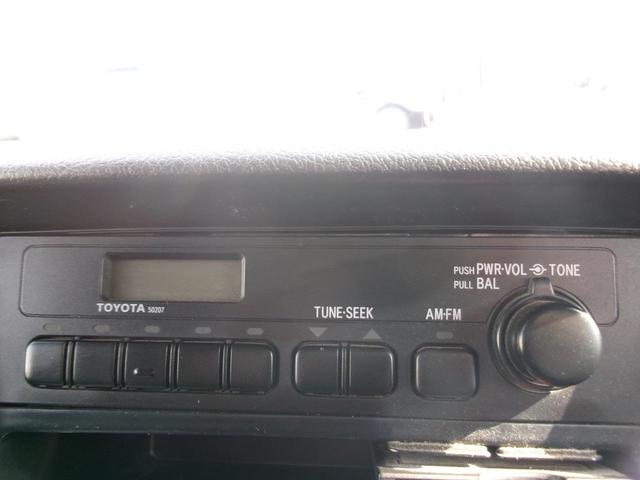 PUSH PWR·VOL TONE
PULL BAL
TOYOTA 50207
TUNE·SEEK
AM·FM